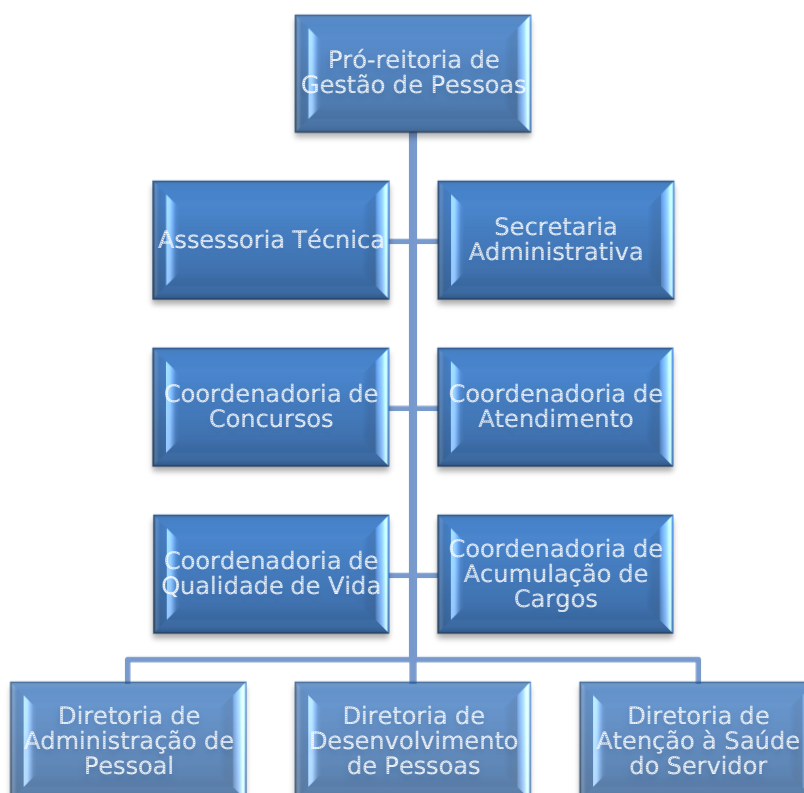 Pró-reitoria de
Gestão de Pessoas
Assessoria Técnica
Secretaria
Administrativa
Coordenadoria de
Concursos
Coordenadoria de
Atendimento
Coordenadoria de
Qualidade de Vida
Coordenadoria de
Acumulação de
Cargos
Diretoria de
Administração de
Pessoal
Diretoria de
Desenvolvimento
de Pessoas
Diretoria de
Atenção à Saúde
do Servidor